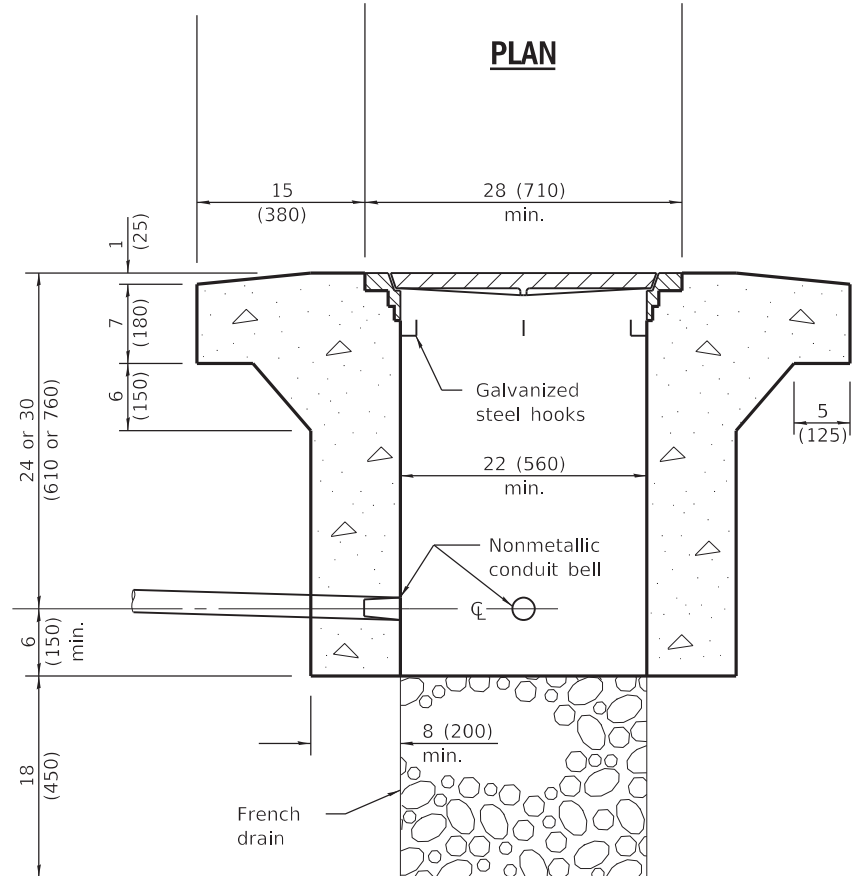 PLAN
15
(380)
28 (710)
min.
1
(25)
7
(180)
6
(150)
24 or 30
(610 or 760)
Galvanized
steel hooks
5
(125)
22 (560)
min.
Nonmetallic
conduit bell
℄
6
(150)
min.
8 (200)
min.
18
(450)
French
drain